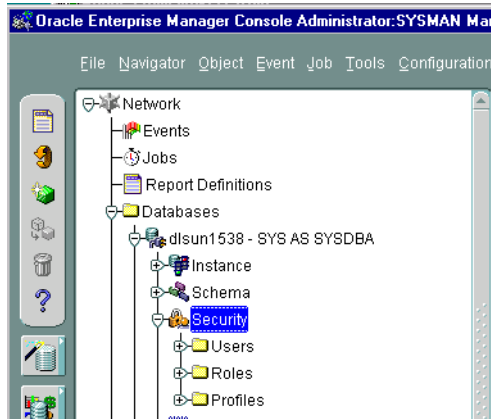 Oracle Enterprise Manager Console Administrator:SYSMAN Ma
File Navigator Object Event Job Tools Configuration
Network
Events
Jobs
Report Definitions
Databases
dlsun1538 - SYS AS SYSDBA
Instance
Schema
Security
Users
Roles
Profiles